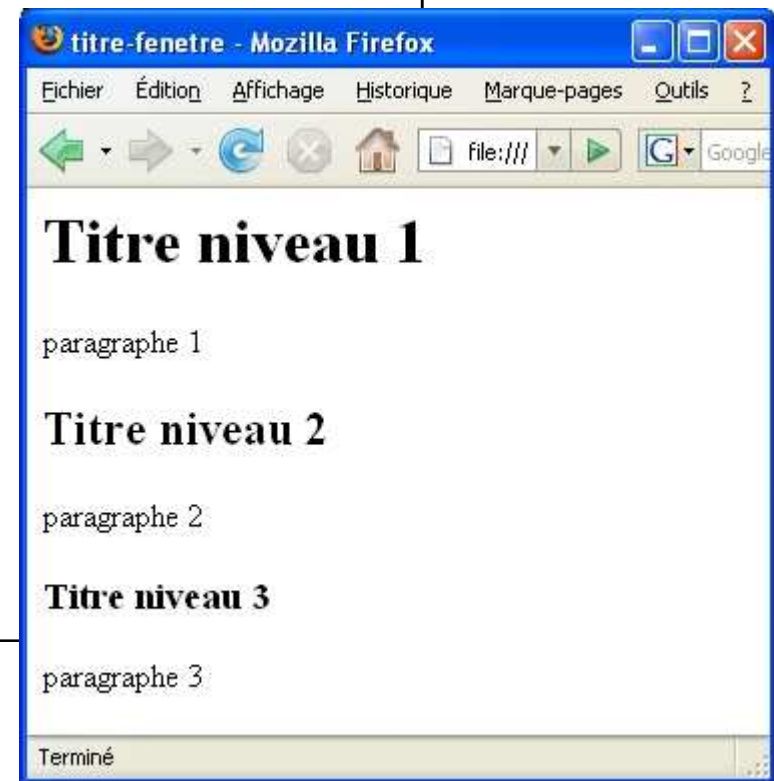 titre-fenetre - Mozilla Firefox
Fichier Édition Affichage Historique Marque-pages Outils ?
file:/// G Google
Titre niveau 1
paragraphe 1
Titre niveau 2
paragraphe 2
Titre niveau 3
paragraphe 3
Terminé